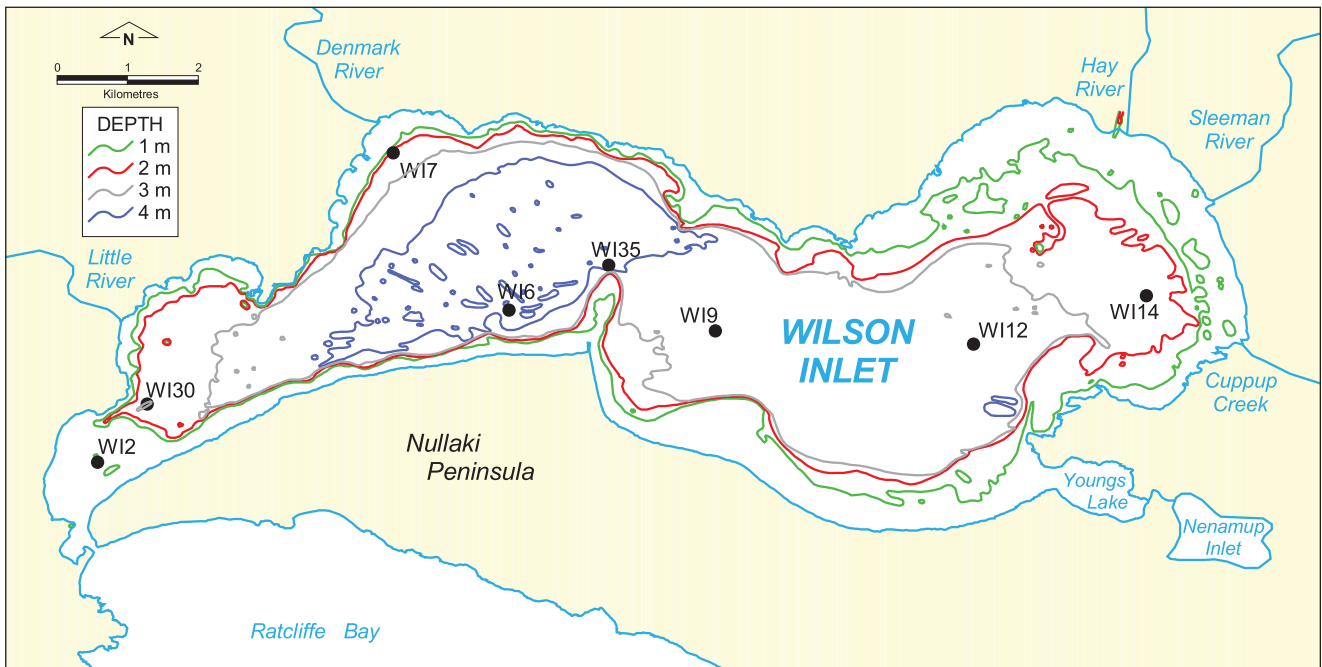 N
0 1 2
Kilometres
DEPTH
1 m
2 m
3 m
4 m
Denmark
River
Hay
River
Sleeman
River
Little
River
WI7
WI35
WI6
WI9
WILSON
INLET
WI12
WI14
WI30
WI2
Nullaki
Peninsula
Cuppup
Creek
Youngs
Lake
Nenamup
Inlet
Ratcliffe Bay